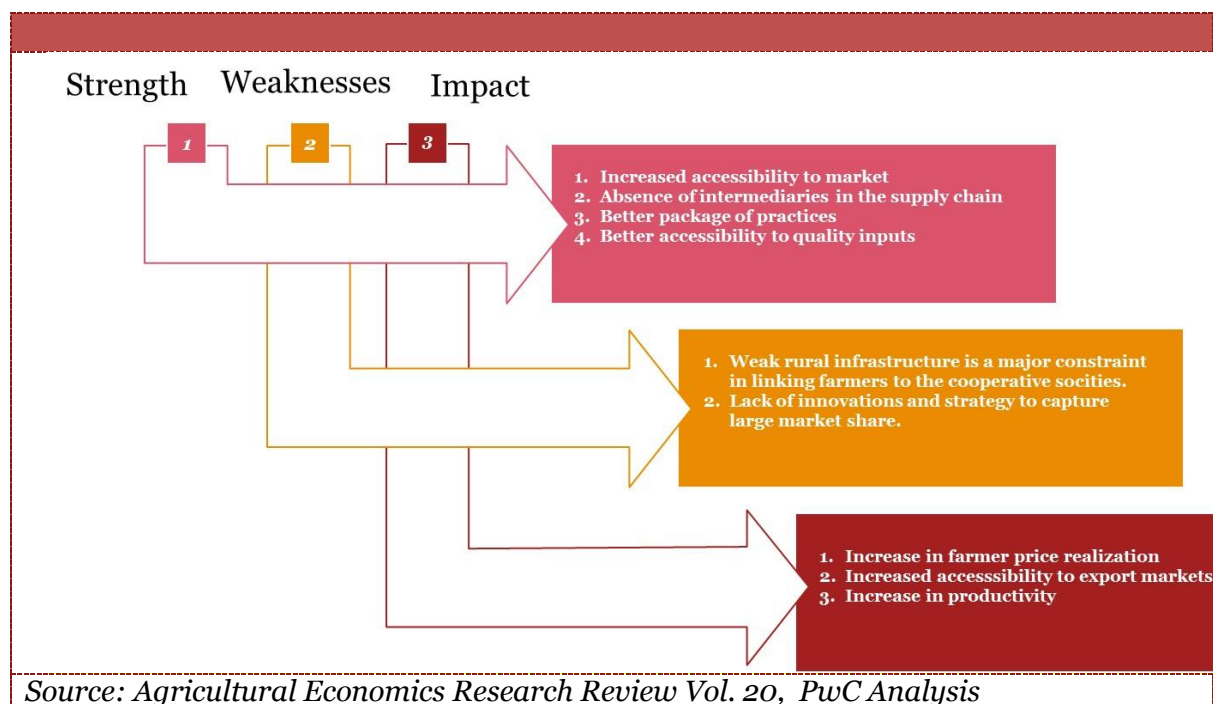 Strength Weaknesses Impact
1 2 3
1. Increased accessibility to market
2. Absence of intermediaries in the supply chain
3. Better package of practices
4. Better accessibility to quality inputs
1. Weak rural infrastructure is a major constraint
in linking farmers to the cooperative socities.
2. Lack of innovations and strategy to capture
large market share.
1. Increase in farmer price realization
2. Increased accesssibility to export markets
3. Increase in productivity
Source: Agricultural Economics Research Review Vol. 20, PwC Analysis